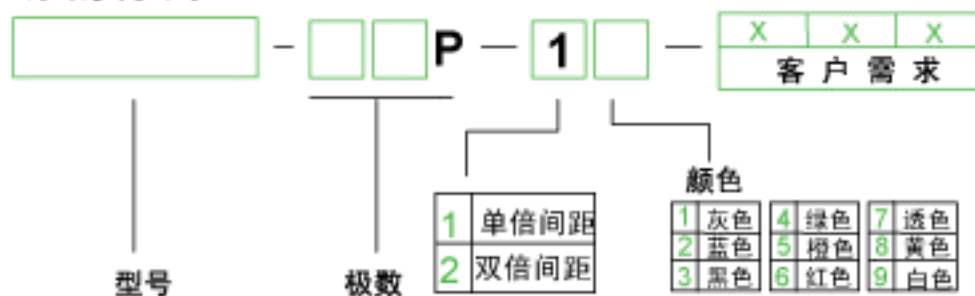 — P — 1 — X X X
客户需求
颜色
1 单倍间距
2 双倍间距
1 灰色 4 绿色 7 透色
2 蓝色 5 橙色 8 黄色
3 黑色 6 红色 9 白色
型号 极数